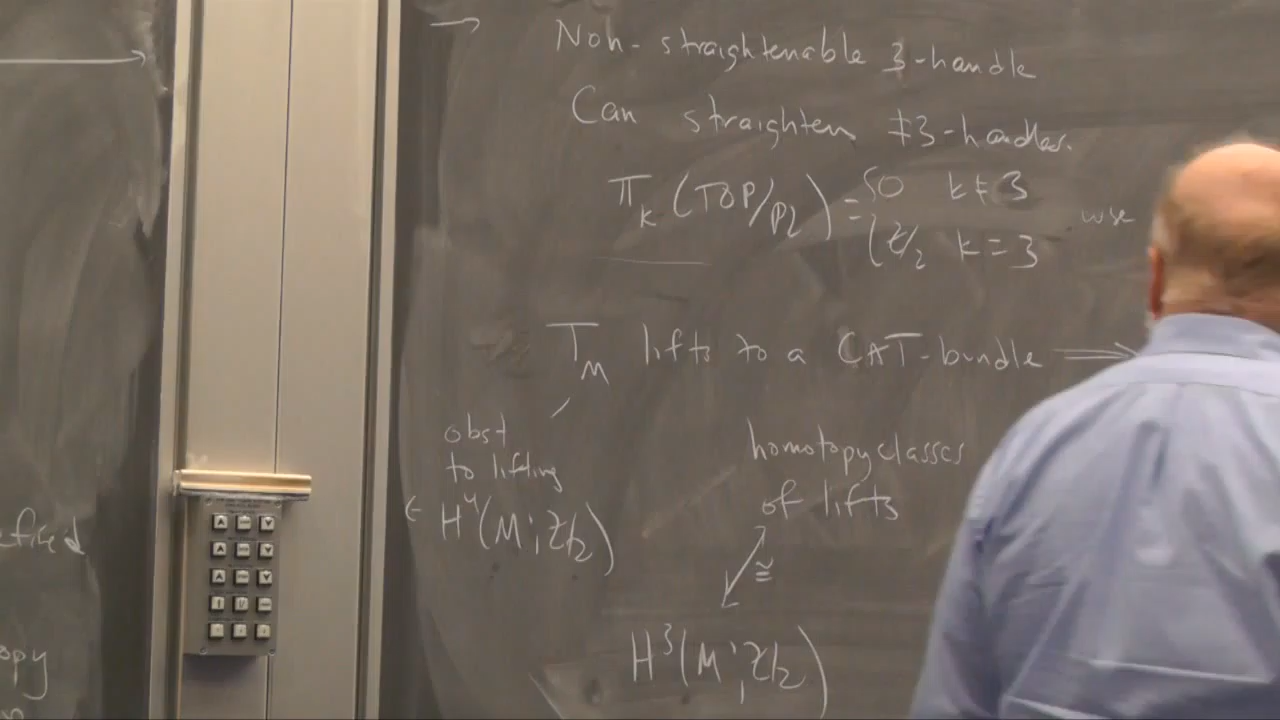 → Non-straightenable 3-handle
Can straighten ≠3-handles.
π_k (TOP/PL) = { 0 k ≠ 3
{ Z/2 k = 3
use
T_M lifts to a CAT-bundle ⟹
obst
to lifting
∈ H^4(M; Z/2)
homotopy classes
of lifts
≅
H^3(M; Z/2)